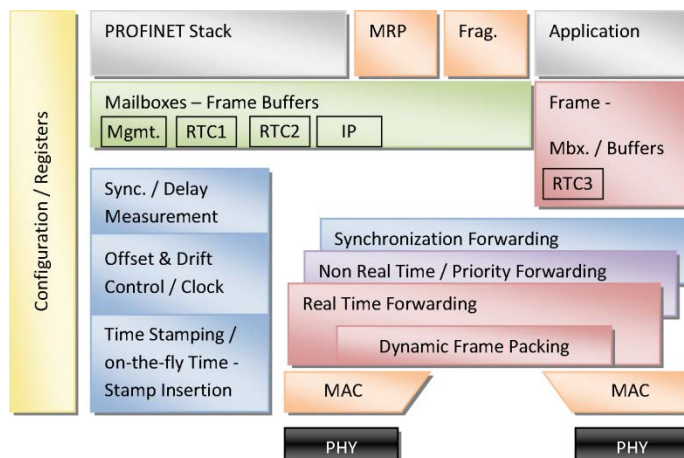 PROFINET Stack
MRP
Frag.
Application
Configuration / Registers
Mailboxes – Frame Buffers
Mgmt.
RTC1
RTC2
IP
Frame -
Mbx. / Buffers
RTC3
Sync. / Delay
Measurement
Offset & Drift
Control / Clock
Time Stamping /
on-the-fly Time -
Stamp Insertion
Synchronization Forwarding
Non Real Time / Priority Forwarding
Real Time Forwarding
Dynamic Frame Packing
MAC
MAC
PHY
PHY